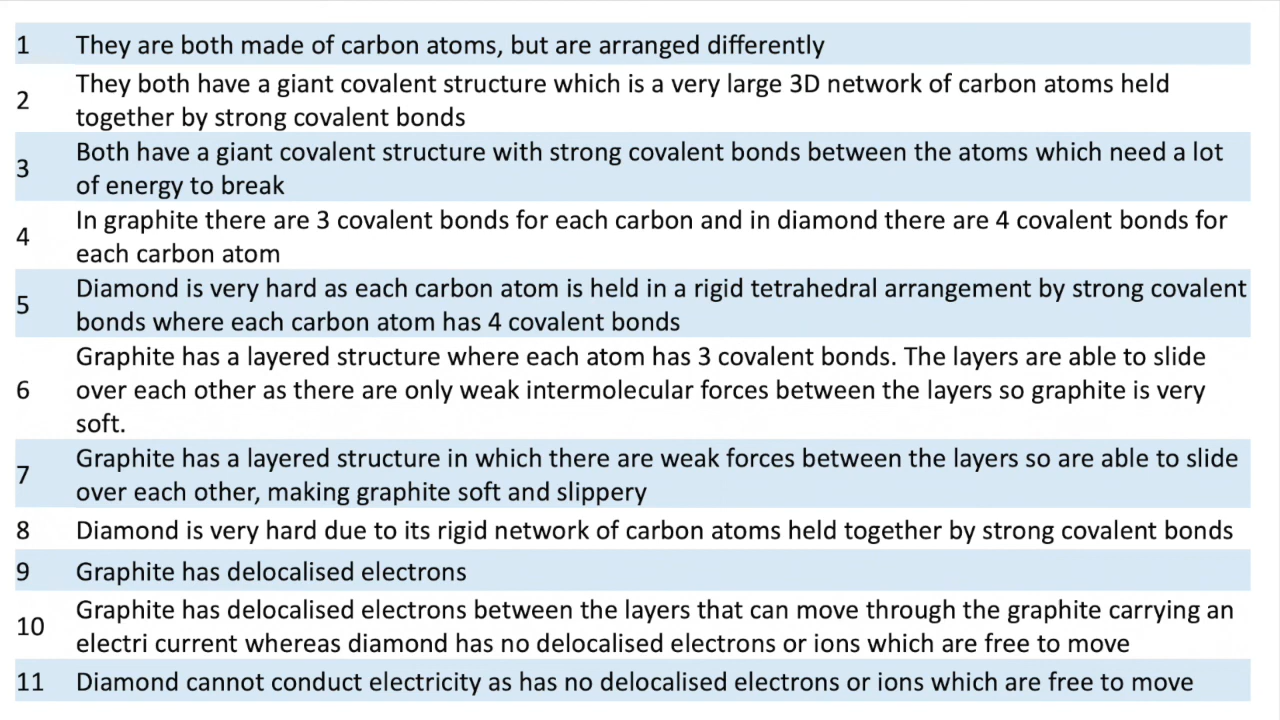 1 They are both made of carbon atoms, but are arranged differently
2 They both have a giant covalent structure which is a very large 3D network of carbon atoms held
together by strong covalent bonds
3 Both have a giant covalent structure with strong covalent bonds between the atoms which need a lot
of energy to break
4 In graphite there are 3 covalent bonds for each carbon and in diamond there are 4 covalent bonds for
each carbon atom
5 Diamond is very hard as each carbon atom is held in a rigid tetrahedral arrangement by strong covalent
bonds where each carbon atom has 4 covalent bonds
6 Graphite has a layered structure where each atom has 3 covalent bonds. The layers are able to slide
over each other as there are only weak intermolecular forces between the layers so graphite is very
soft.
7 Graphite has a layered structure in which there are weak forces between the layers so are able to slide
over each other, making graphite soft and slippery
8 Diamond is very hard due to its rigid network of carbon atoms held together by strong covalent bonds
9 Graphite has delocalised electrons
10 Graphite has delocalised electrons between the layers that can move through the graphite carrying an
electri current whereas diamond has no delocalised electrons or ions which are free to move
11 Diamond cannot conduct electricity as has no delocalised electrons or ions which are free to move